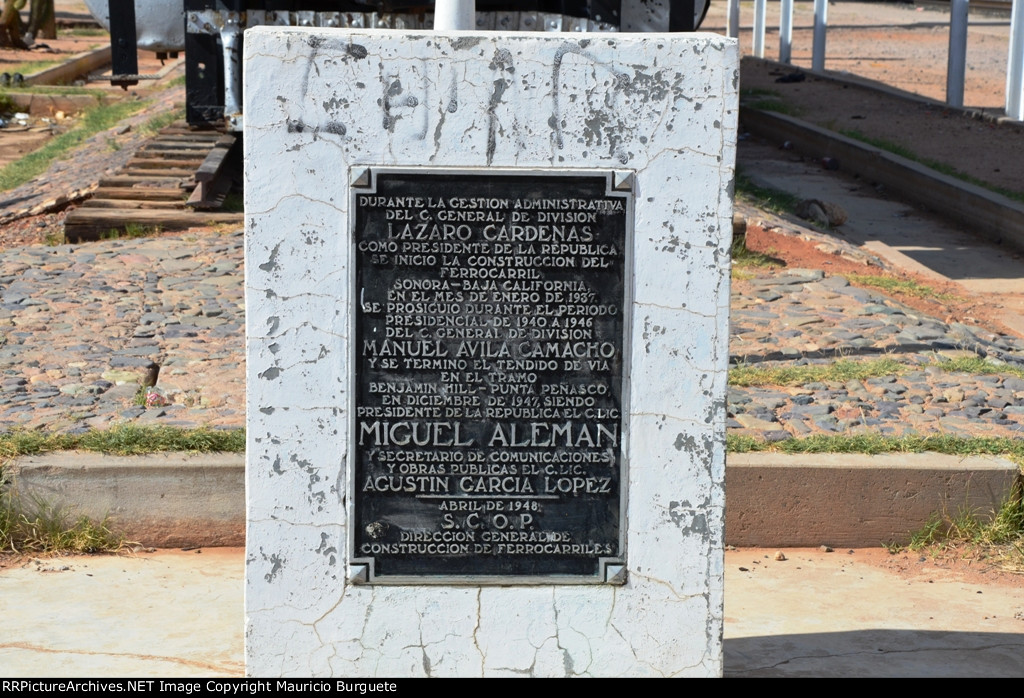 DURANTE LA GESTION ADMINISTRATIVA
DEL C. GENERAL DE DIVISION
LAZARO CARDENAS
COMO PRESIDENTE DE LA REPUBLICA
SE INICIO LA CONSTRUCCION DEL
FERROCARRIL
SONORA-BAJA CALIFORNIA
EN EL MES DE ENERO DE 1937.
SE PROSIGUIO DURANTE EL PERIODO
PRESIDENCIAL DE 1940 A 1946
DEL C. GENERAL DE DIVISION
MANUEL AVILA CAMACHO
Y SE TERMINO EL TENDIDO DE VIA
EN EL TRAMO
BENJAMIN HILL-PUNTA PEÑASCO
EN DICIEMBRE DE 1947, SIENDO
PRESIDENTE DE LA REPUBLICA EL C.LIC.
MIGUEL ALEMAN
Y SECRETARIO DE COMUNICACIONES
Y OBRAS PUBLICAS EL C. LIC.
AGUSTIN GARCIA LOPEZ
ABRIL DE 1948
S.C.O.P.
DIRECCION GENERAL DE
CONSTRUCCION DE FERROCARRILES
RailPictureArchives.NET Image Copyright Mauricio Burguete